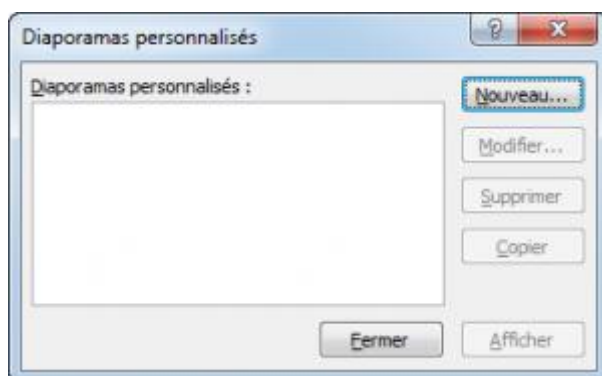 Diaporamas personnalisés
Diaporamas personnalisés :
Nouveau...
Modifier...
Supprimer
Copier
Fermer
Afficher